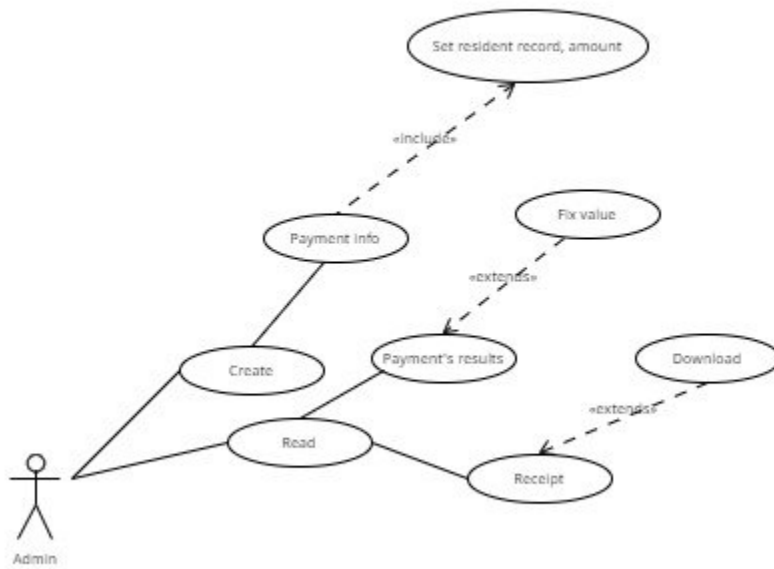 Set resident record, amount
«include»
Payment info
Fix value
«extends»
Create
Payment's results
Download
«extends»
Read
Receipt
Admin